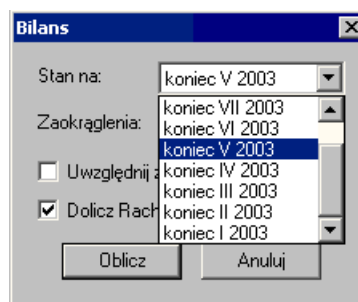 Bilans
Stan na:
koniec V 2003
koniec VII 2003
koniec VI 2003
Zaokrąglenia:
koniec V 2003
koniec IV 2003
Uwzględnij
koniec III 2003
koniec II 2003
Dolicz Rach
koniec I 2003
Oblicz
Anuluj